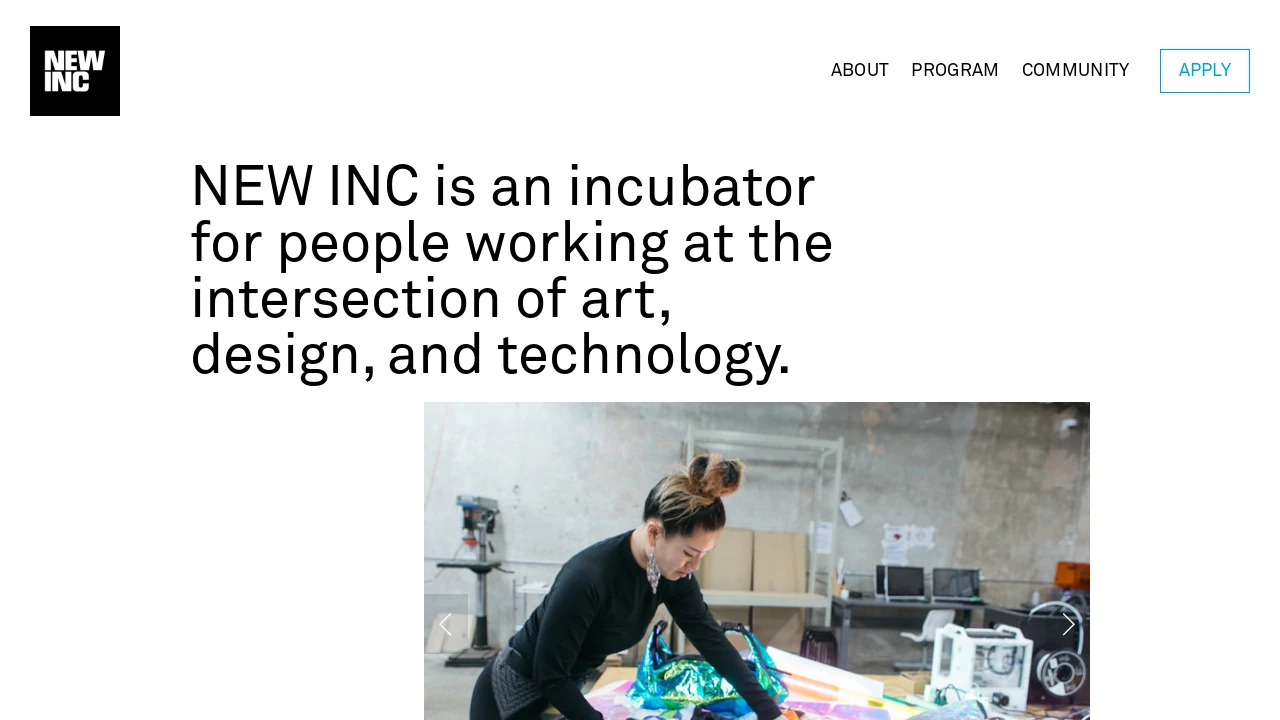 NEW
INC
ABOUT
PROGRAM
COMMUNITY
APPLY
NEW INC is an incubator
for people working at the
intersection of art,
design, and technology.